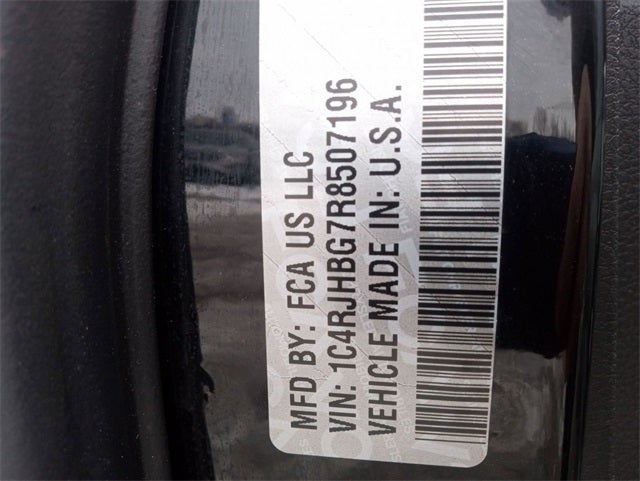 MFD BY: FCA US LLC
VIN: 1C4RJHBG7R8507196
VEHICLE MADE IN: U.S.A.